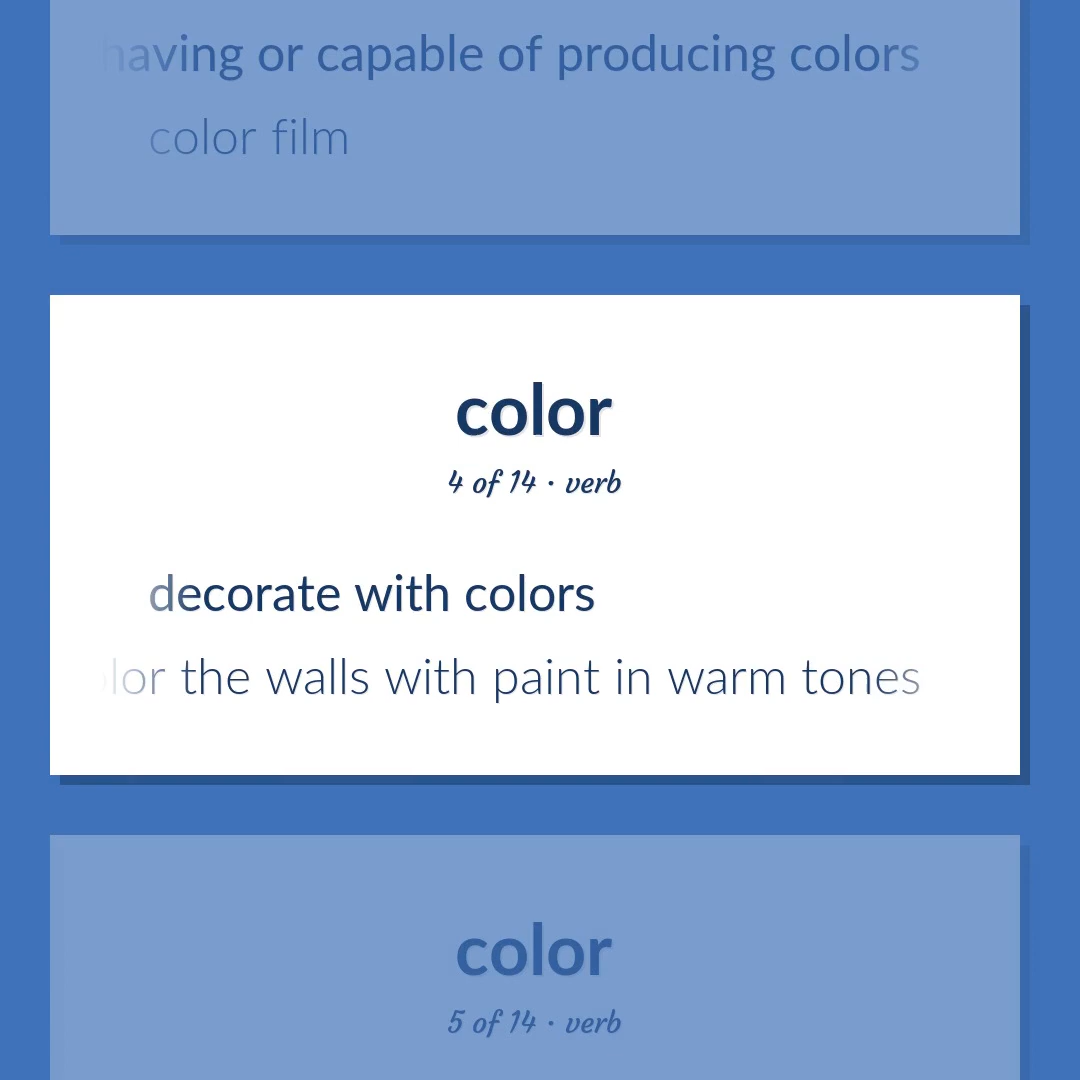 having or capable of producing colors
color film
color
4 of 14 · verb
decorate with colors
the walls with paint in warm tones
color
5 of 14 · verb